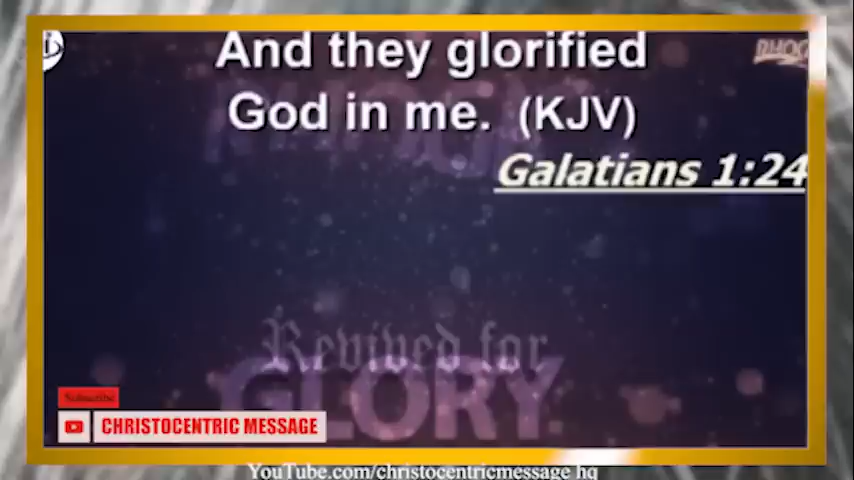 And they glorified
RHOGIC
God in me. (KJV)
Galatians 1:24
Revived for
GLORY
Subscribe
CHRISTOCENTRIC MESSAGE
YouTube.com/christocentricmessage hq